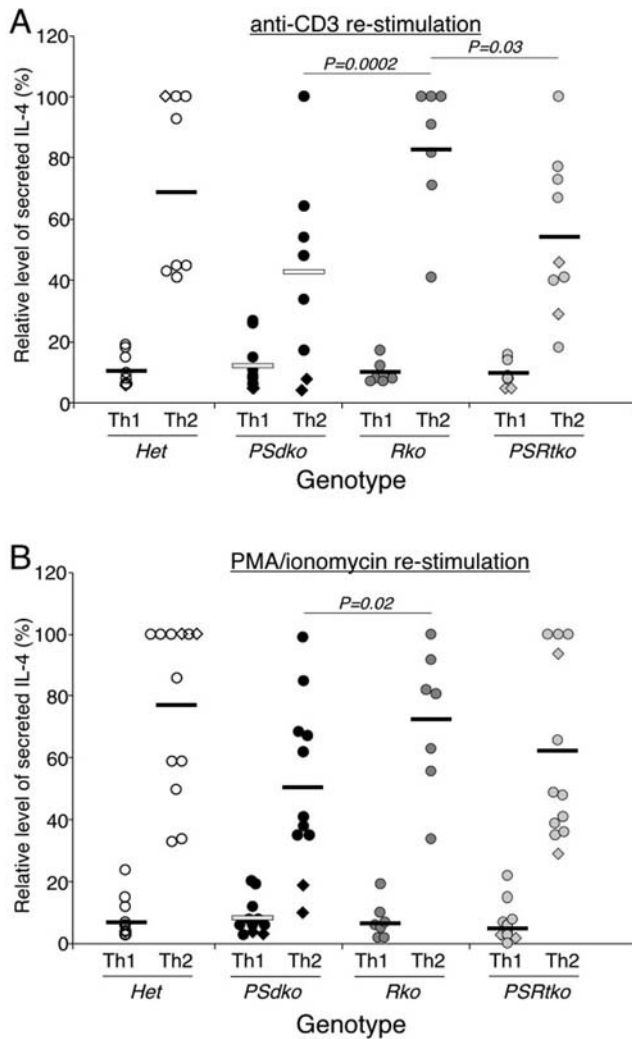 A
anti-CD3 re-stimulation
Relative level of secreted IL-4 (%)
120
100
80
60
40
20
0
P=0.0002
P=0.03
Th1 Th2 Th1 Th2 Th1 Th2 Th1 Th2
Het PSdko Rko PSRtko
Genotype
B
PMA/ionomycin re-stimulation
Relative level of secreted IL-4 (%)
120
100
80
60
40
20
0
P=0.02
Th1 Th2 Th1 Th2 Th1 Th2 Th1 Th2
Het PSdko Rko PSRtko
Genotype